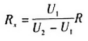 Rₓ = U₁ / (U₂ − U₁) R